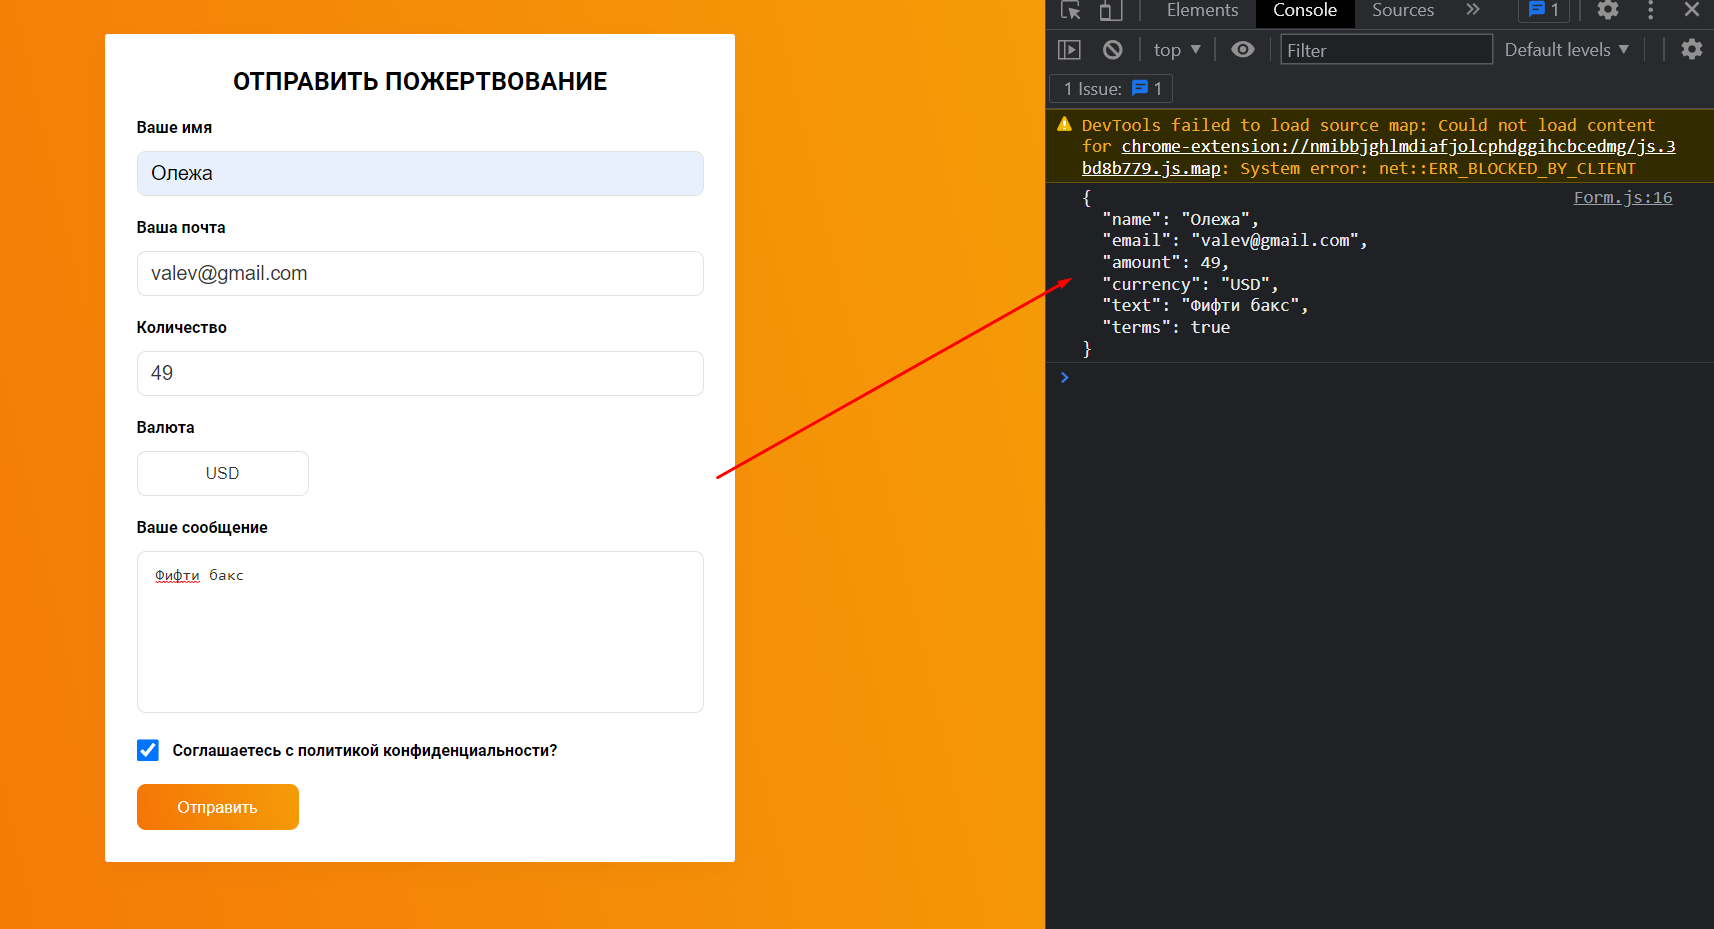 ОТПРАВИТЬ ПОЖЕРТВОВАНИЕ
Ваше имя
Олежа
Ваша почта
valev@gmail.com
Количество
49
Валюта
USD
Ваше сообщение
Фифти бакс
Соглашаетесь с политикой конфиденциальности?
Отправить
Elements Console Sources 1
top Filter Default levels
1 Issue: 1
DevTools failed to load source map: Could not load content
for chrome-extension://nmibbjghlmdiafjolcphdggihcbcedmg/js.3
bd8b779.js.map: System error: net::ERR_BLOCKED_BY_CLIENT
{ Form.js:16
"name": "Олежа",
"email": "valev@gmail.com",
"amount": 49,
"currency": "USD",
"text": "Фифти бакс",
"terms": true
}